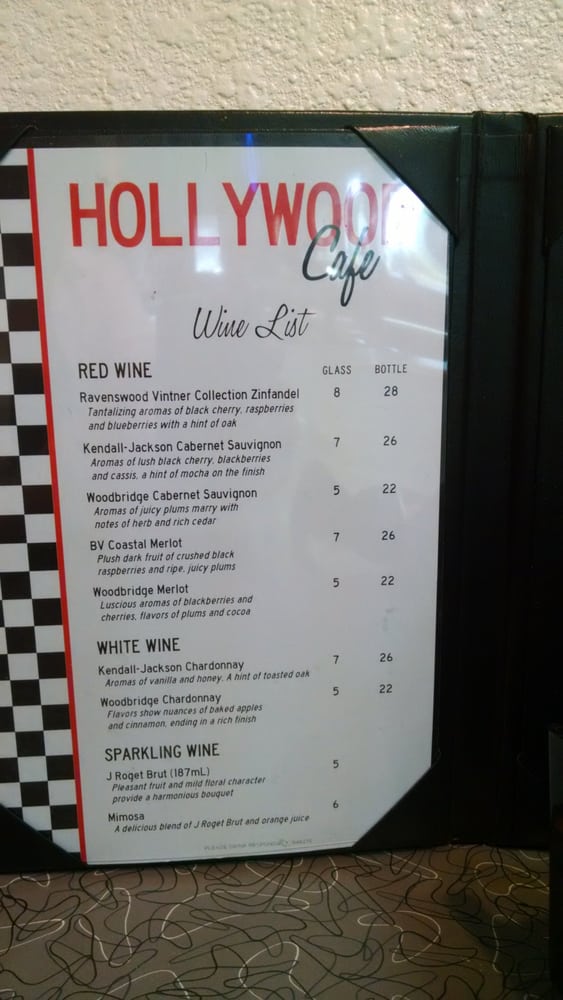 HOLLYWOOD
Cafe
Wine List
RED WINE GLASS BOTTLE
Ravenswood Vintner Collection Zinfandel 8 28
Tantalizing aromas of black cherry, raspberries
and blueberries with a hint of oak
Kendall-Jackson Cabernet Sauvignon 7 26
Aromas of lush black cherry, blackberries
and cassis, a hint of mocha on the finish
Woodbridge Cabernet Sauvignon 5 22
Aromas of juicy plums marry with
notes of herb and rich cedar
BV Coastal Merlot 7 26
Plush dark fruit of crushed black
raspberries and ripe, juicy plums
Woodbridge Merlot 5 22
Luscious aromas of blackberries and
cherries, flavors of plums and cocoa
WHITE WINE
Kendall-Jackson Chardonnay 7 26
Aromas of vanilla and honey. A hint of toasted oak
Woodbridge Chardonnay 5 22
Flavors show nuances of baked apples
and cinnamon, ending in a rich finish
SPARKLING WINE
J Roget Brut (187mL) 5
Pleasant fruit and mild floral character
provide a harmonious bouquet
Mimosa 6
A delicious blend of J Roget Brut and orange juice
PLEASE DRINK RESPONSIBLY